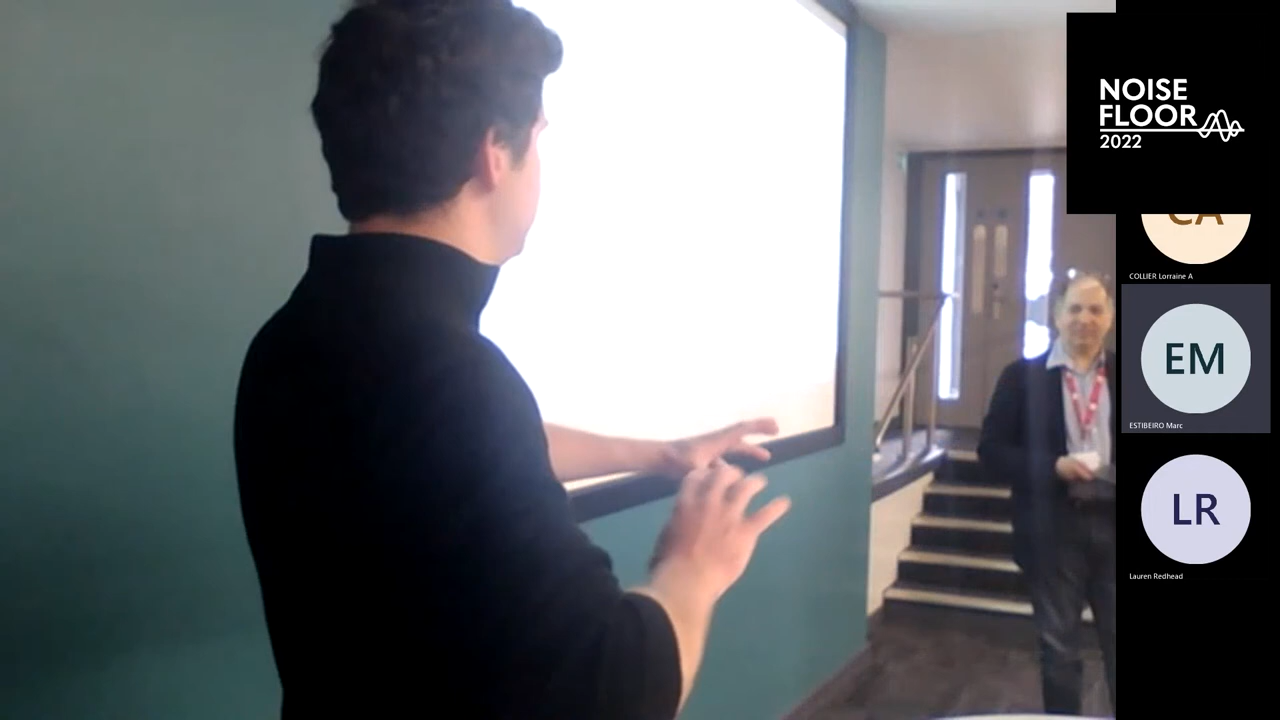 NOISE
FLOOR
2022
CA
COLLIER Lorraine A
EM
ESTIBEIRO Marc
LR
Lauren Redhead